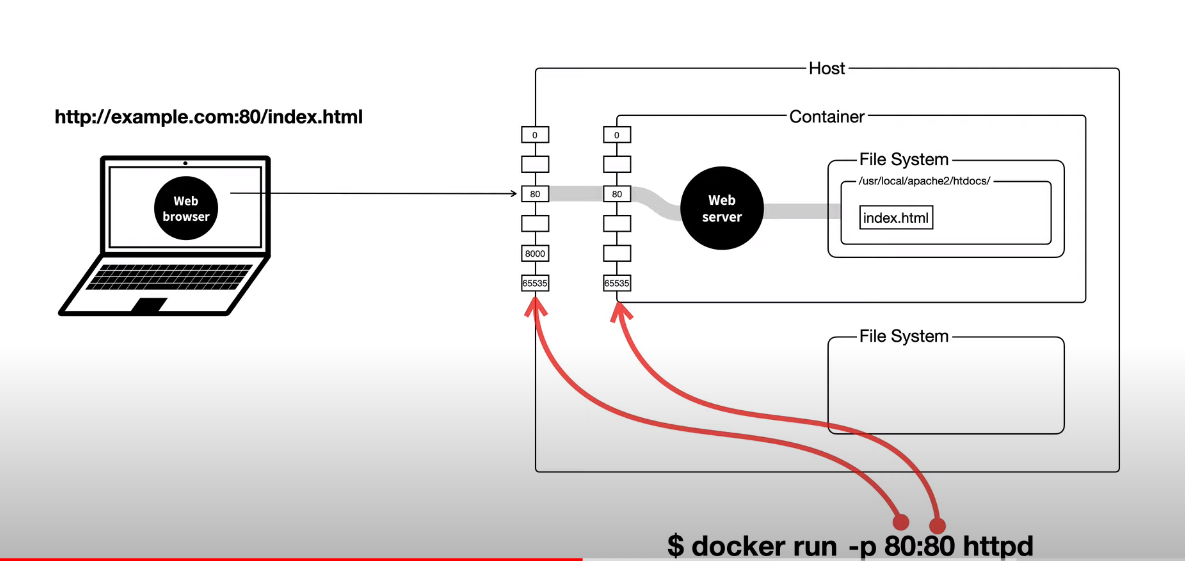 Host
http://example.com:80/index.html
Container
0
0
File System
/usr/local/apache2/htdocs/
Web
browser
80
80
Web
server
index.html
8000
65535
65535
File System
$ docker run -p 80:80 httpd